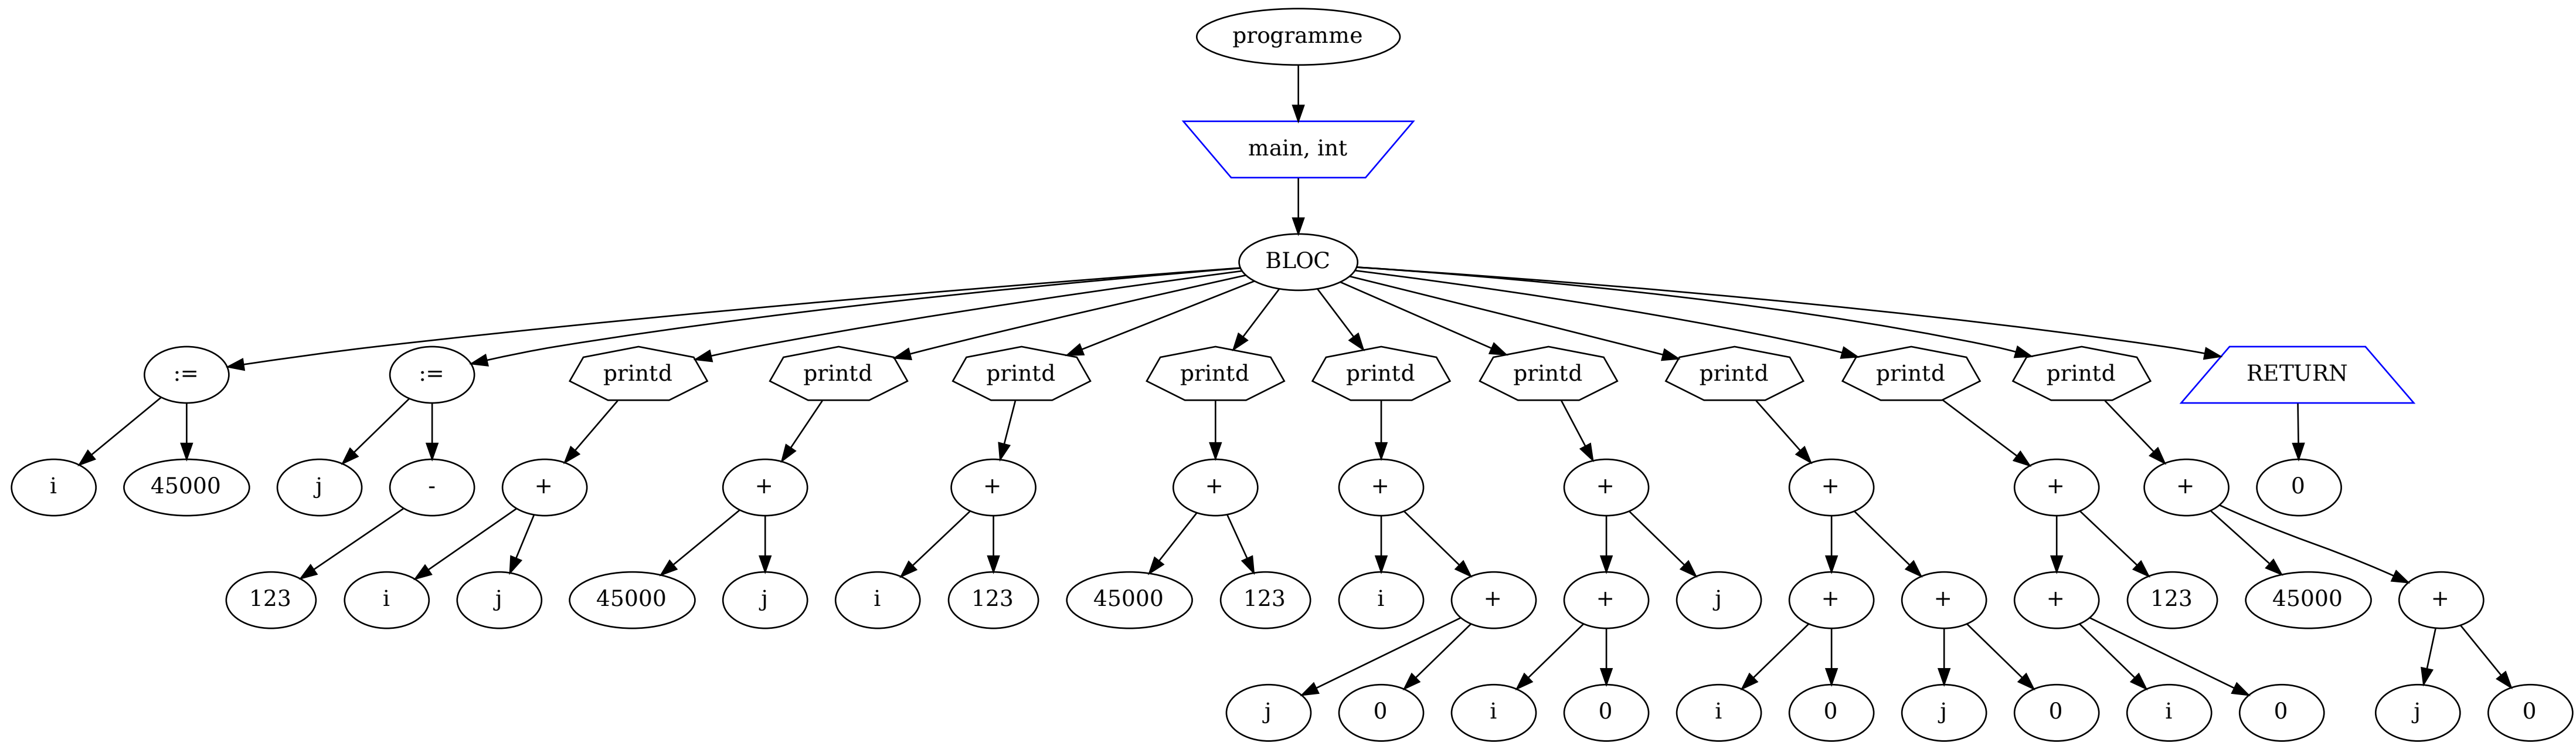 programme
main, int
BLOC
:= := printd printd printd printd printd printd printd printd printd RETURN
i 45000 j - + + + + + + + + + 0
123 i j 45000 j i 123 45000 123 i + + j + + + 123 45000 +
j 0 i 0 i 0 j 0 i 0 j 0